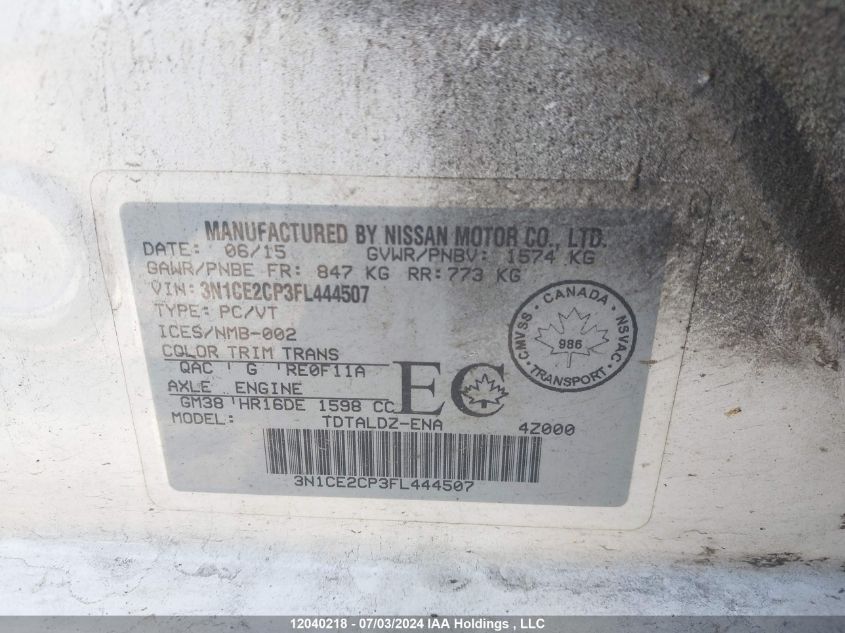 MANUFACTURED BY NISSAN MOTOR CO., LTD.
DATE: 06/15 GVWR/PNBV: 1574 KG
GAWR/PNBE FR: 847 KG RR: 773 KG
VIN: 3N1CE2CP3FL444507
TYPE: PC/VT
ICES/NMB-002
COLOR TRIM TRANS
QAC ' G ' RE0F11A
AXLE ENGINE
GM38 ' HR16DE 1598 CC
EC
MODEL: TDTALDZ-ENA 4Z000
CMVSS · CANADA · NSVAC
986
· TRANSPORT ·
3N1CE2CP3FL444507
12040218 - 07/03/2024 IAA Holdings , LLC